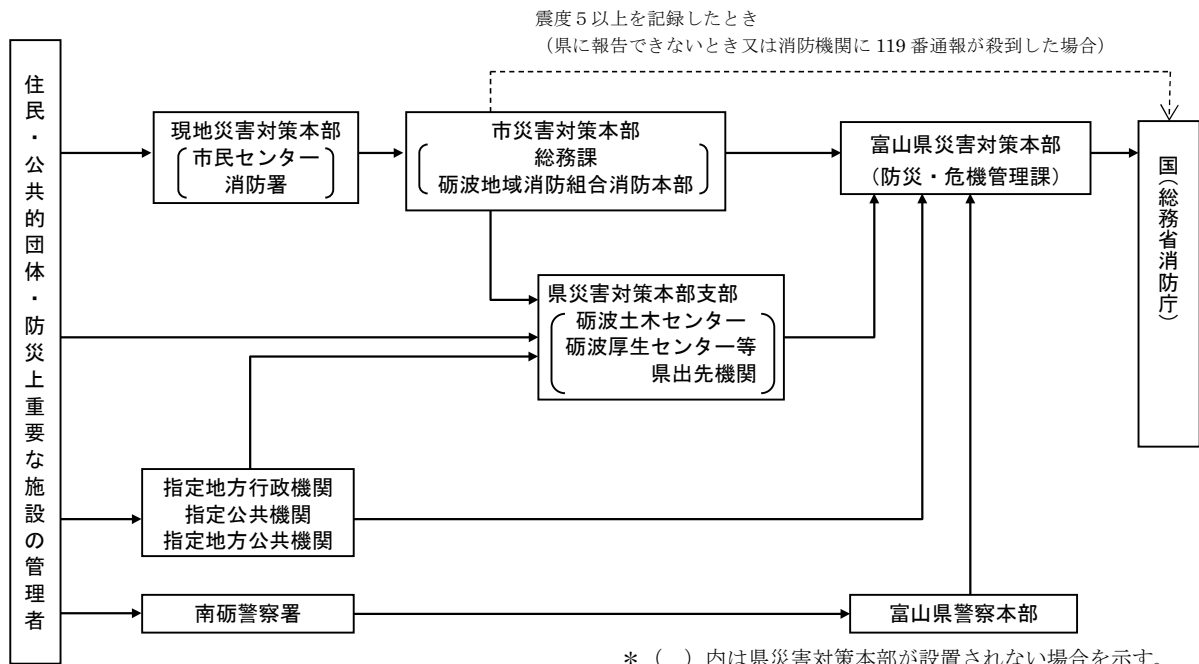 震度５以上を記録したとき
（県に報告できないとき又は消防機関に 119 番通報が殺到した場合）
住民・公共的団体・防災上重要な施設の管理者
現地災害対策本部
市民センター
消防署
市災害対策本部
総務課
砺波地域消防組合消防本部
富山県災害対策本部
(防災・危機管理課)
国(総務省消防庁)
県災害対策本部支部
砺波土木センター
砺波厚生センター等
県出先機関
指定地方行政機関
指定公共機関
指定地方公共機関
南砺警察署
富山県警察本部
＊（　）内は県災害対策本部が設置されない場合を示す。